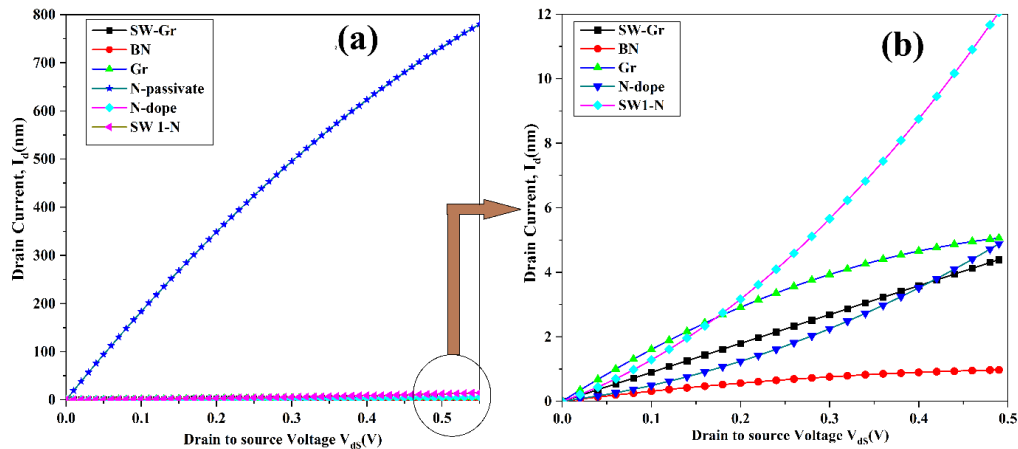 (a)
SW-Gr
BN
Gr
N-passivate
N-dope
SW 1-N
Drain Current, I_d(nm)
800
700
600
500
400
300
200
100
0
0.0 0.1 0.2 0.3 0.4 0.5
Drain to source Voltage V_dS(V)
(b)
SW-Gr
BN
Gr
N-dope
SW1-N
Drain Current, I_d(nm)
12
10
8
6
4
2
0
0.0 0.1 0.2 0.3 0.4 0.5
Drain to source Voltage V_dS(V)